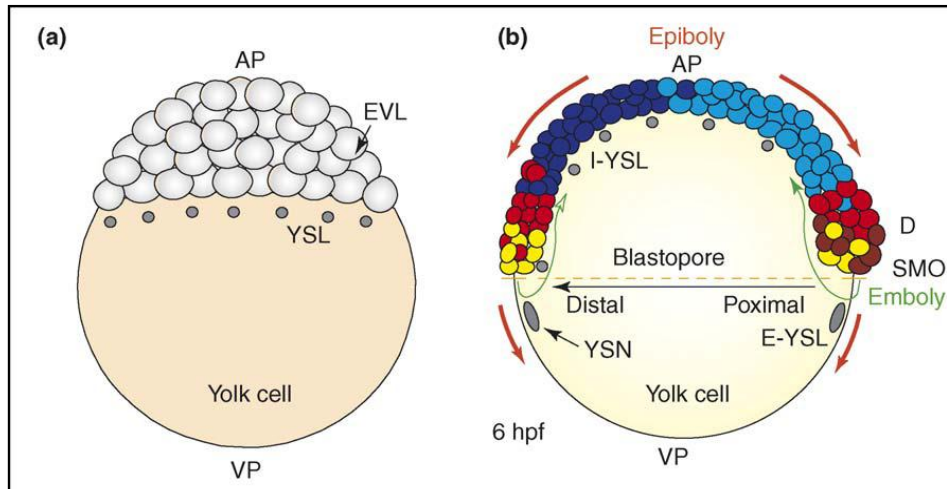 (a)
AP
EVL
YSL
Yolk cell
VP
(b)
Epiboly
AP
I-YSL
D
Blastopore
SMO
Emboly
Distal
Poximal
YSN
E-YSL
Yolk cell
6 hpf
VP